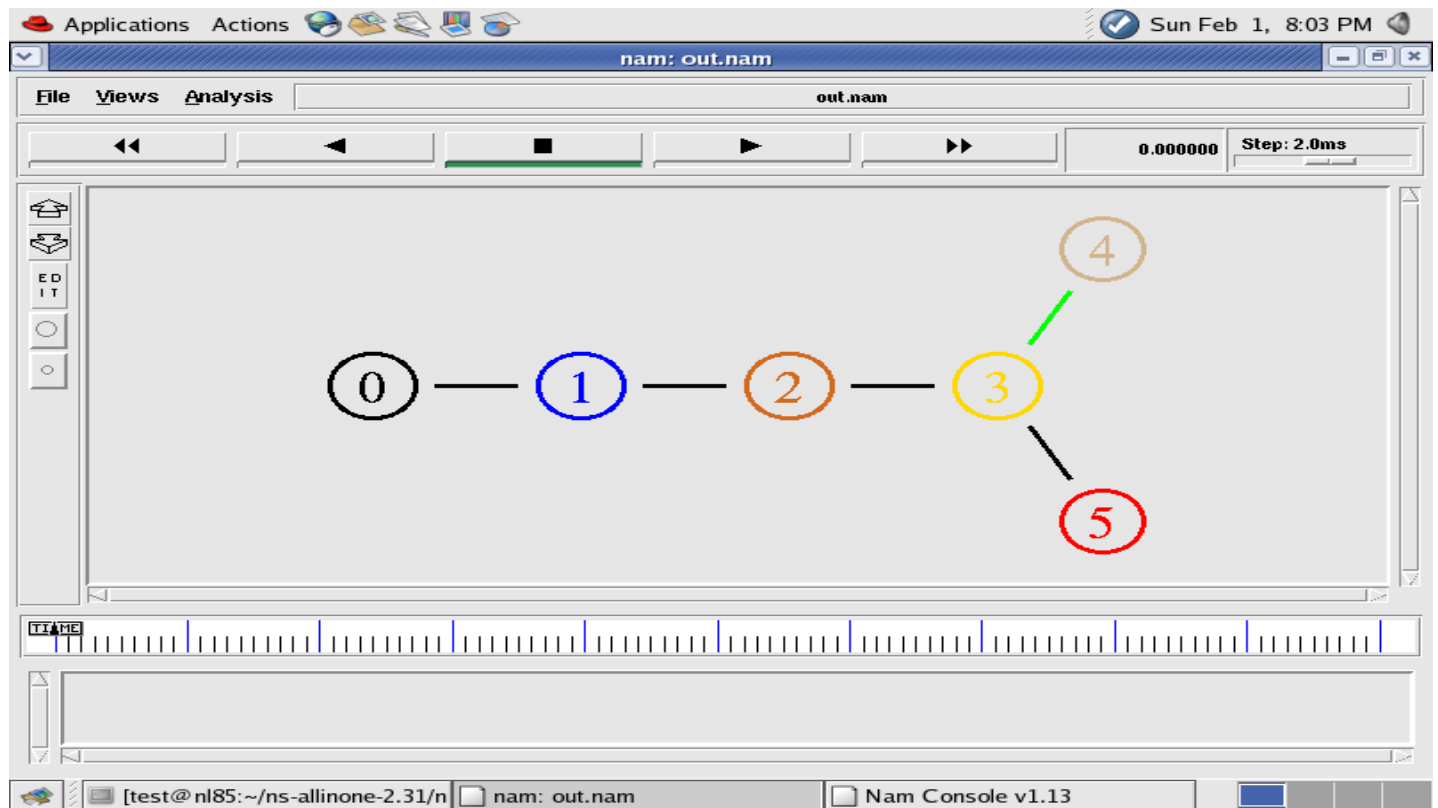 Applications Actions Sun Feb 1, 8:03 PM
nam: out.nam
File Views Analysis out.nam
0.000000 Step: 2.0ms
E D
I T
4
0 1 2 3
5
TIME
[test@nl85:~/ns-allinone-2.31/n nam: out.nam Nam Console v1.13